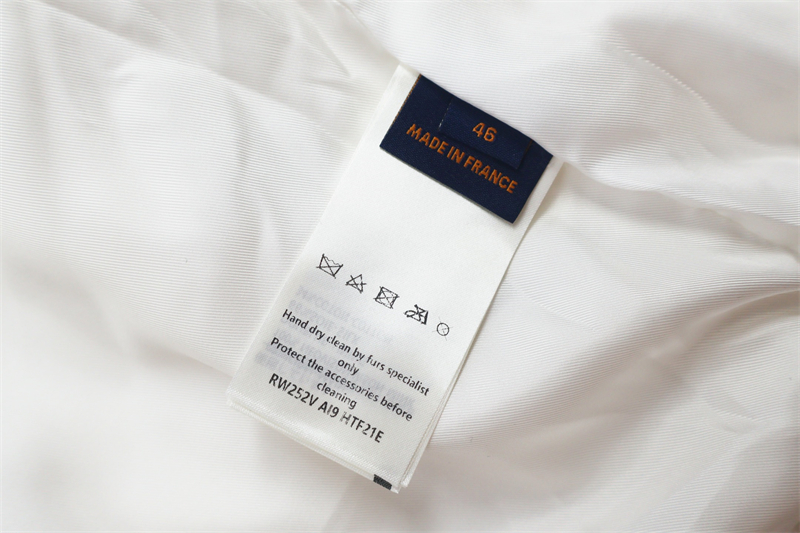 46
MADE IN FRANCE
Hand dry clean by furs specialist
only
Protect the accessories before
cleaning
RW252V AI9 HTF21E